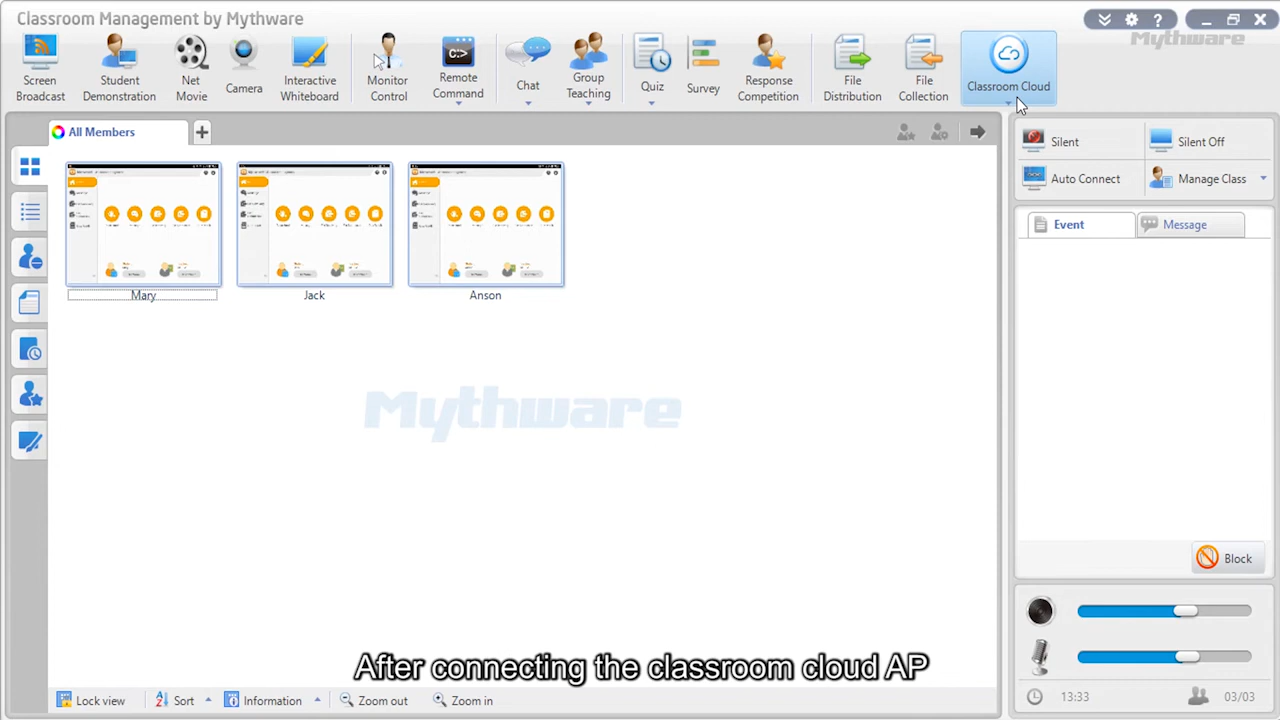 Classroom Management by Mythware
Mythware
Screen Broadcast
Student Demonstration
Net Movie
Camera
Interactive Whiteboard
Monitor Control
Remote Command
Chat
Group Teaching
Quiz
Survey
Response Competition
File Distribution
File Collection
Classroom Cloud
All Members
Silent
Silent Off
Auto Connect
Manage Class
Event
Message
Mary
Jack
Anson
Mythware
Block
After connecting the classroom cloud AP
Lock view
Sort
Information
Zoom out
Zoom in
13:33
03/03